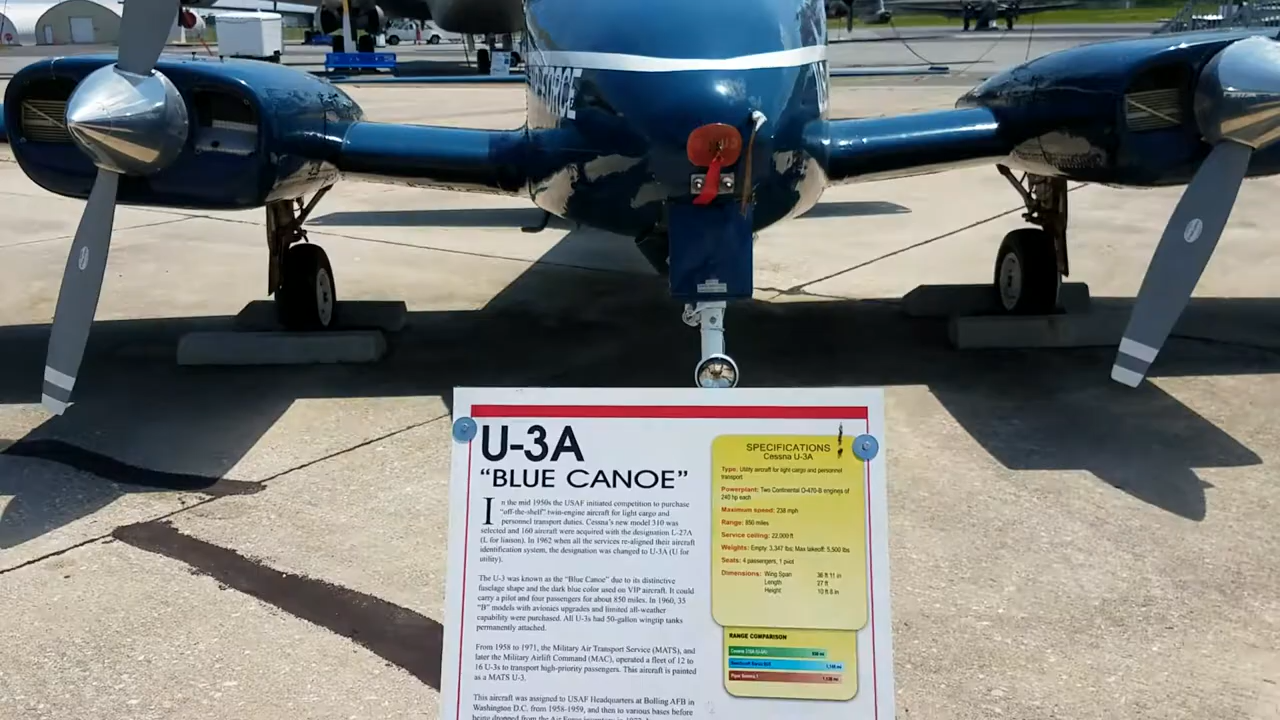 FORCE
US
U-3A
"BLUE CANOE"
In the mid 1950s the USAF initiated competition to purchase
"off-the-shelf" twin-engine aircraft for light cargo and
personnel transport duties. Cessna's new model 310 was
selected and 160 aircraft were acquired with the designation L-27A
(L for liaison). In 1962 when all the services re-aligned their aircraft
identification system, the designation was changed to U-3A (U for
utility).
The U-3 was known as the "Blue Canoe" due to its distinctive
fuselage shape and the dark blue color used on VIP aircraft. It could
carry a pilot and four passengers for about 850 miles. In 1960, 35
"B" models with avionics upgrades and limited all-weather
capability were purchased. All U-3s had 50-gallon wingtip tanks
permanently attached.
From 1958 to 1971, the Military Air Transport Service (MATS), and
later the Military Airlift Command (MAC), operated a fleet of 12 to
16 U-3s to transport high-priority passengers. This aircraft is painted
as a MATS U-3.
This aircraft was assigned to USAF Headquarters at Bolling AFB in
Washington D.C. from 1958-1959, and then to various bases before
being dropped from the Air Force inventory in
SPECIFICATIONS
Cessna U-3A
Type: Utility aircraft for light cargo and personnel
transport
Powerplant: Two Continental O-470-B engines of
240 hp each
Maximum speed: 238 mph
Range: 850 miles
Service ceiling: 22,000 ft
Weights: Empty: 3,347 lbs; Max takeoff: 5,500 lbs
Seats: 4 passengers, 1 pilot
Dimensions: Wing Span 36 ft 11 in
Length 27 ft
Height 10 ft 8 in
RANGE COMPARISON